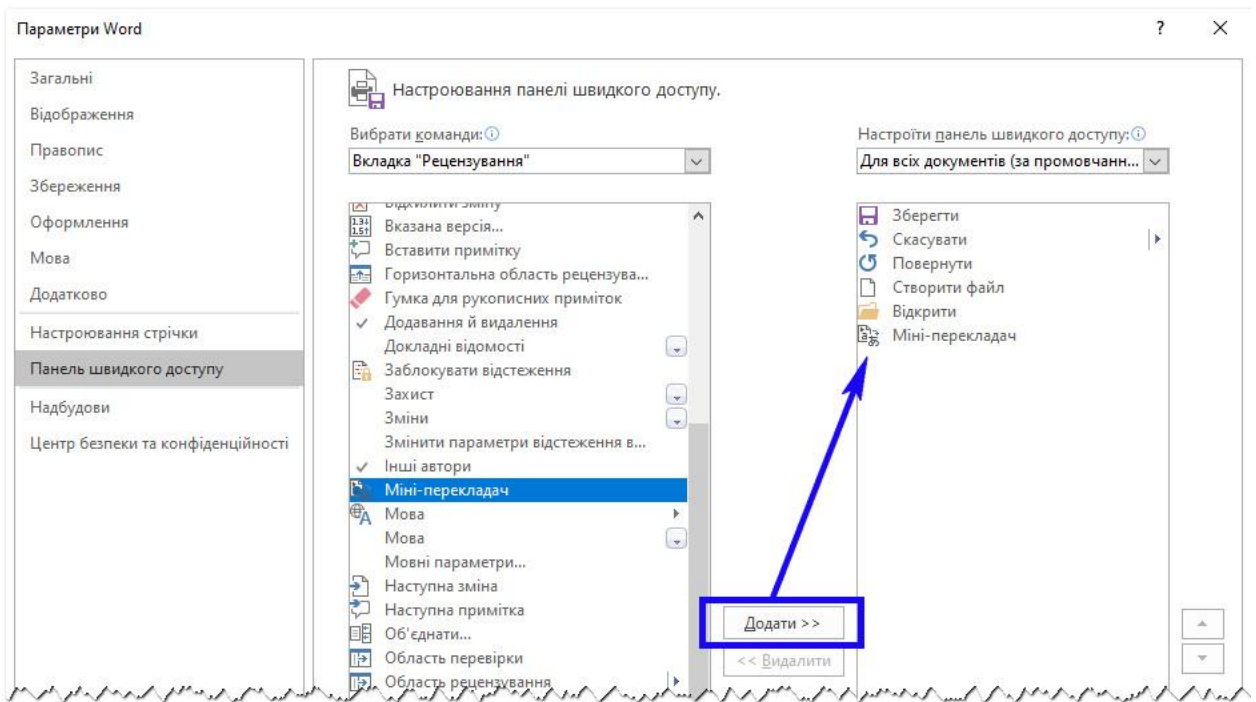 Параметри Word
?
Загальні
Відображення
Правопис
Збереження
Оформлення
Мова
Додатково
Настроювання стрічки
Панель швидкого доступу
Надбудови
Центр безпеки та конфіденційності
Настроювання панелі швидкого доступу.
Вибрати команди:
Вкладка "Рецензування"
Відхилити зміну
Вказана версія...
Вставити примітку
Горизонтальна область рецензува...
Гумка для рукописних приміток
Додавання й видалення
Докладні відомості
Заблокувати відстеження
Захист
Зміни
Змінити параметри відстеження в...
Інші автори
Міні-перекладач
Мова
Мова
Мовні параметри...
Наступна зміна
Наступна примітка
Об'єднати...
Область перевірки
Область рецензування
Додати >>
<< Видалити
Настроїти панель швидкого доступу:
Для всіх документів (за промовчанн...
Зберегти
Скасувати
Повернути
Створити файл
Відкрити
Міні-перекладач